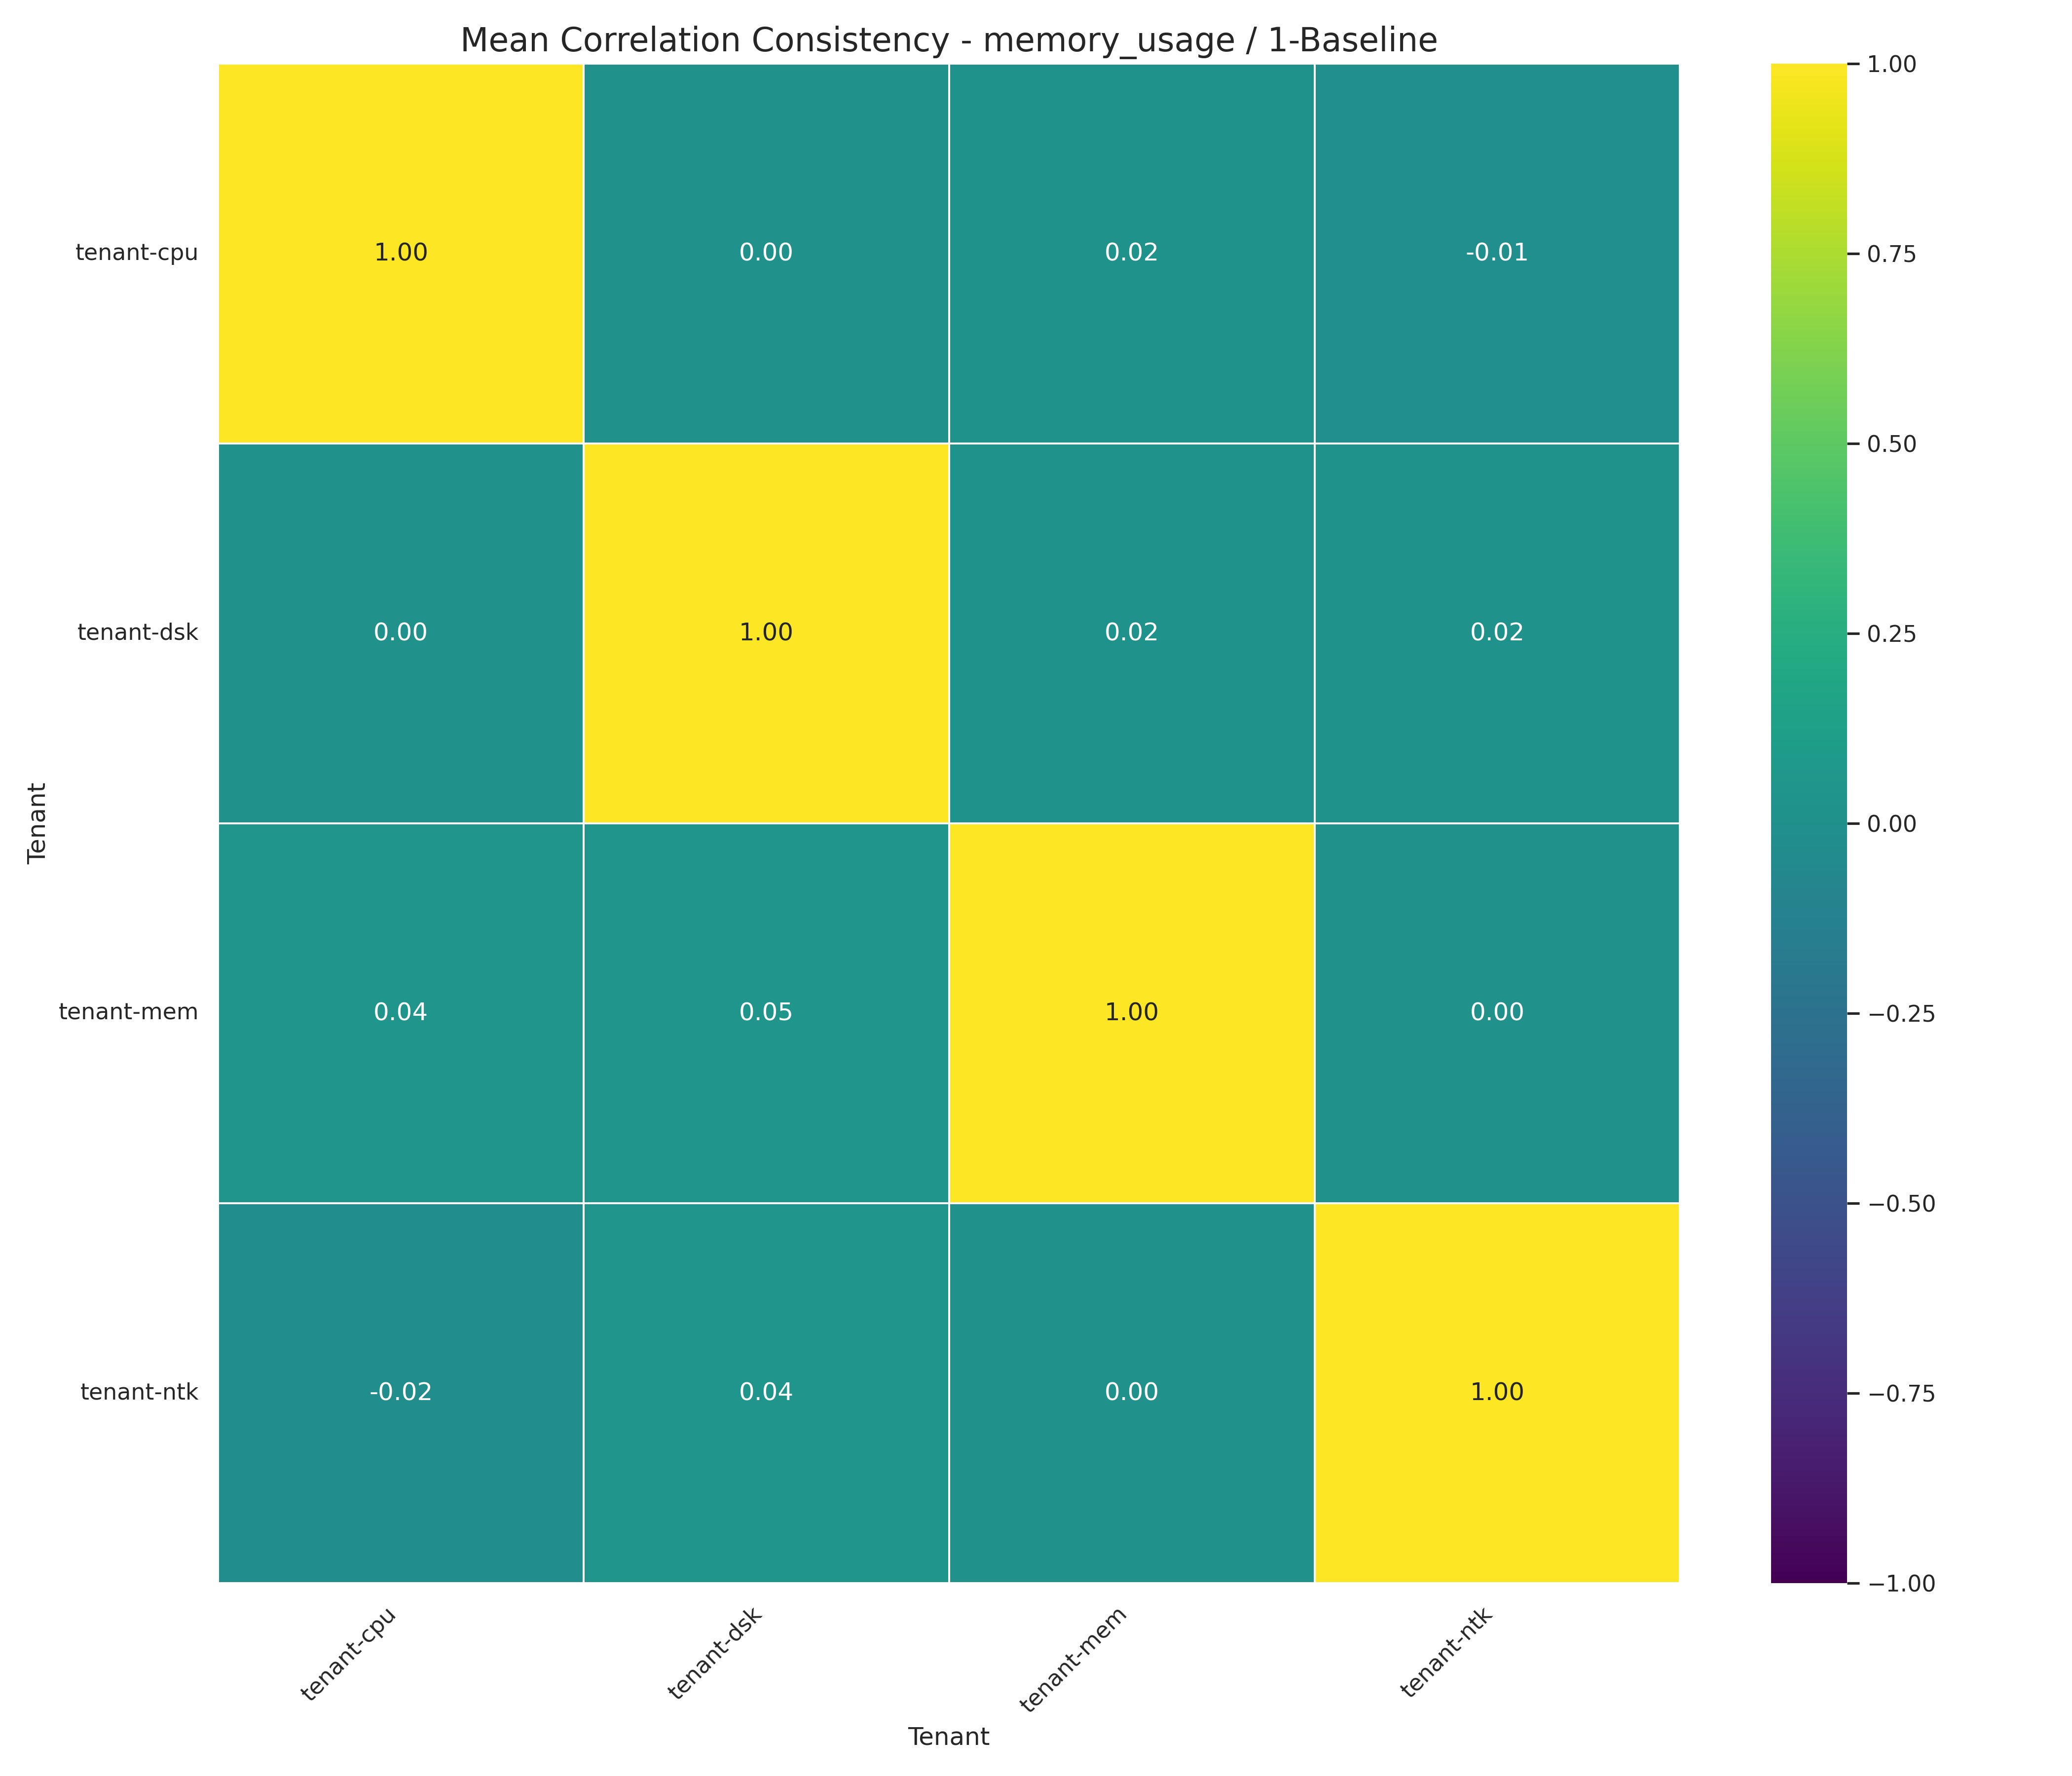 Mean Correlation Consistency - memory_usage / 1-Baseline
Tenant
tenant-cpu
1.00
0.00
0.02
-0.01
tenant-dsk
0.00
1.00
0.02
0.02
tenant-mem
0.04
0.05
1.00
0.00
tenant-ntk
-0.02
0.04
0.00
1.00
tenant-cpu
tenant-dsk
tenant-mem
tenant-ntk
Tenant
1.00
0.75
0.50
0.25
0.00
−0.25
−0.50
−0.75
−1.00